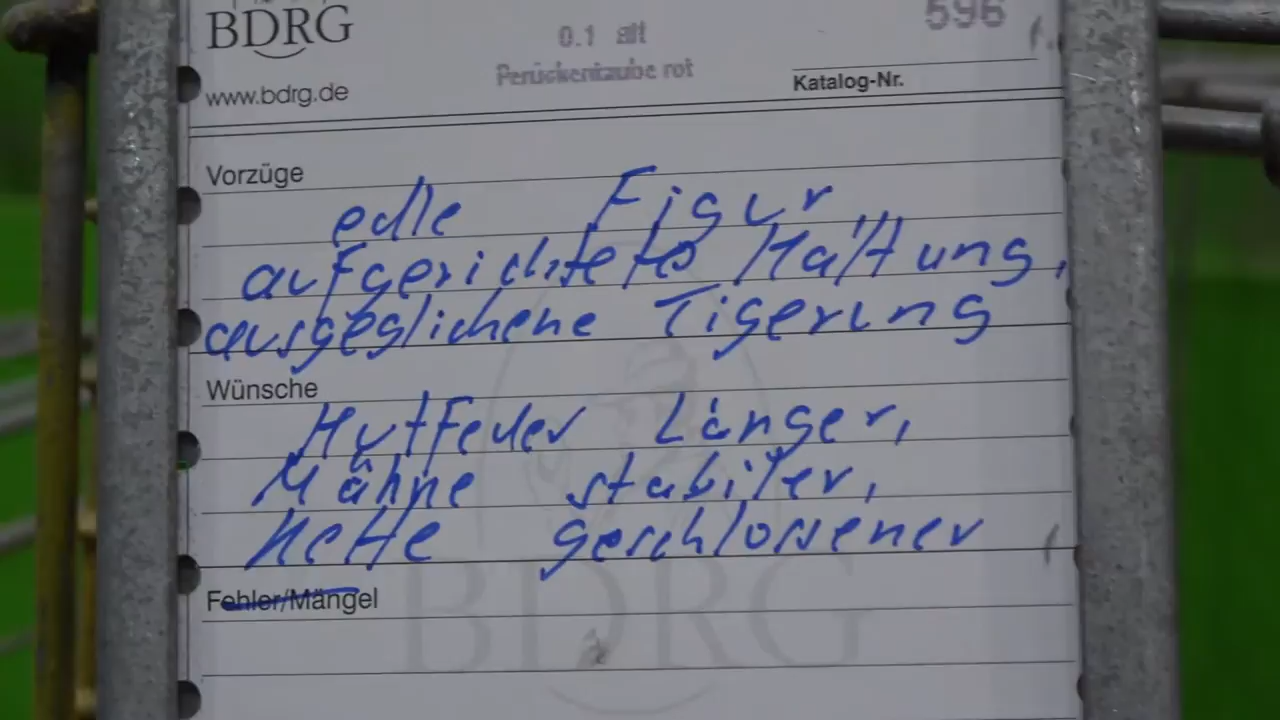 BDRG
0.1 alt
596
www.bdrg.de
Perückentaube rot
Katalog-Nr.
Vorzüge
edle Figur
aufgerichtete Haltung,
ausgeglichene Tigerung
Wünsche
Hutfeder Länger,
Mähne stabiler,
Kette geschlossener
Fehler/Mängel
BDRG